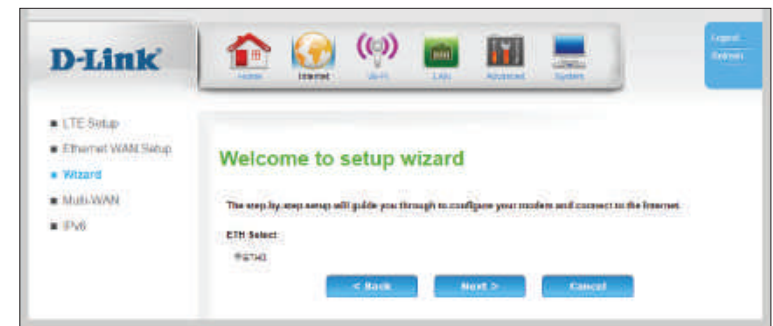 D-Link
Home
Internet
Wi-Fi
LAN
Advanced
System
Logout
Refresh
LTE Setup
Ethernet WAN Setup
Wizard
Multi-WAN
IPv6
Welcome to setup wizard
The step by step setup will guide you through to configure your modem and connect to the Internet.
ETH Select
< Back
Next >
Cancel